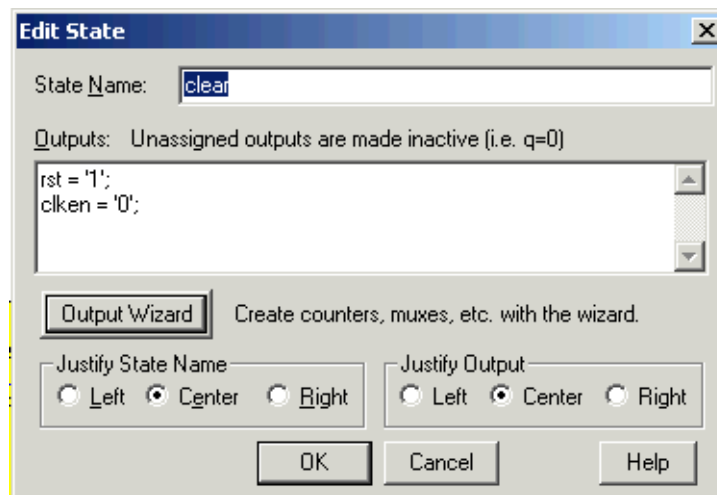 Edit State
State Name: clear
Outputs: Unassigned outputs are made inactive (i.e. q=0)
rst = '1';
clken = '0';
Output Wizard Create counters, muxes, etc. with the wizard.
Justify State Name Justify Output
Left Center Right Left Center Right
OK Cancel Help